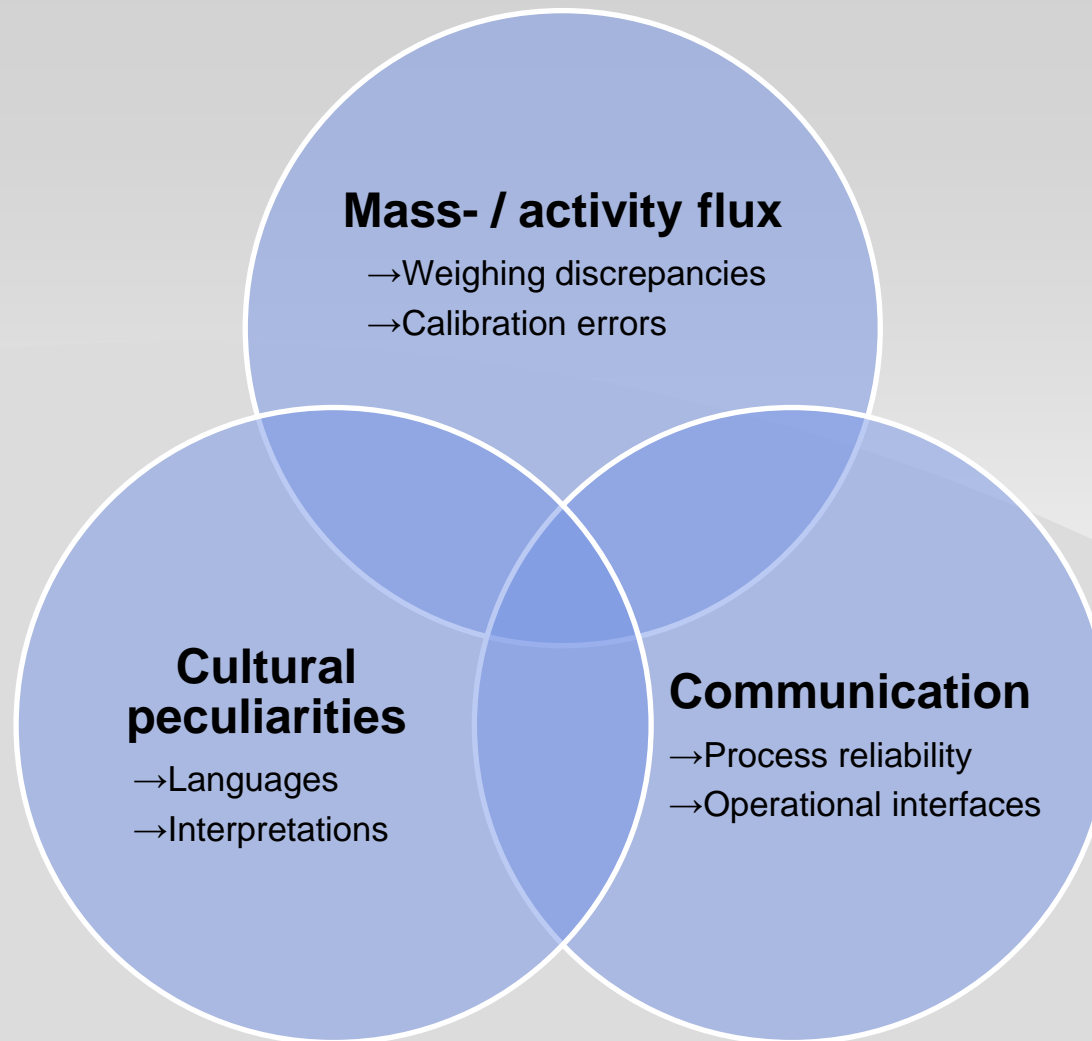 Mass- / activity flux
→Weighing discrepancies
→Calibration errors
Cultural
peculiarities
→Languages
→Interpretations
Communication
→Process reliability
→Operational interfaces